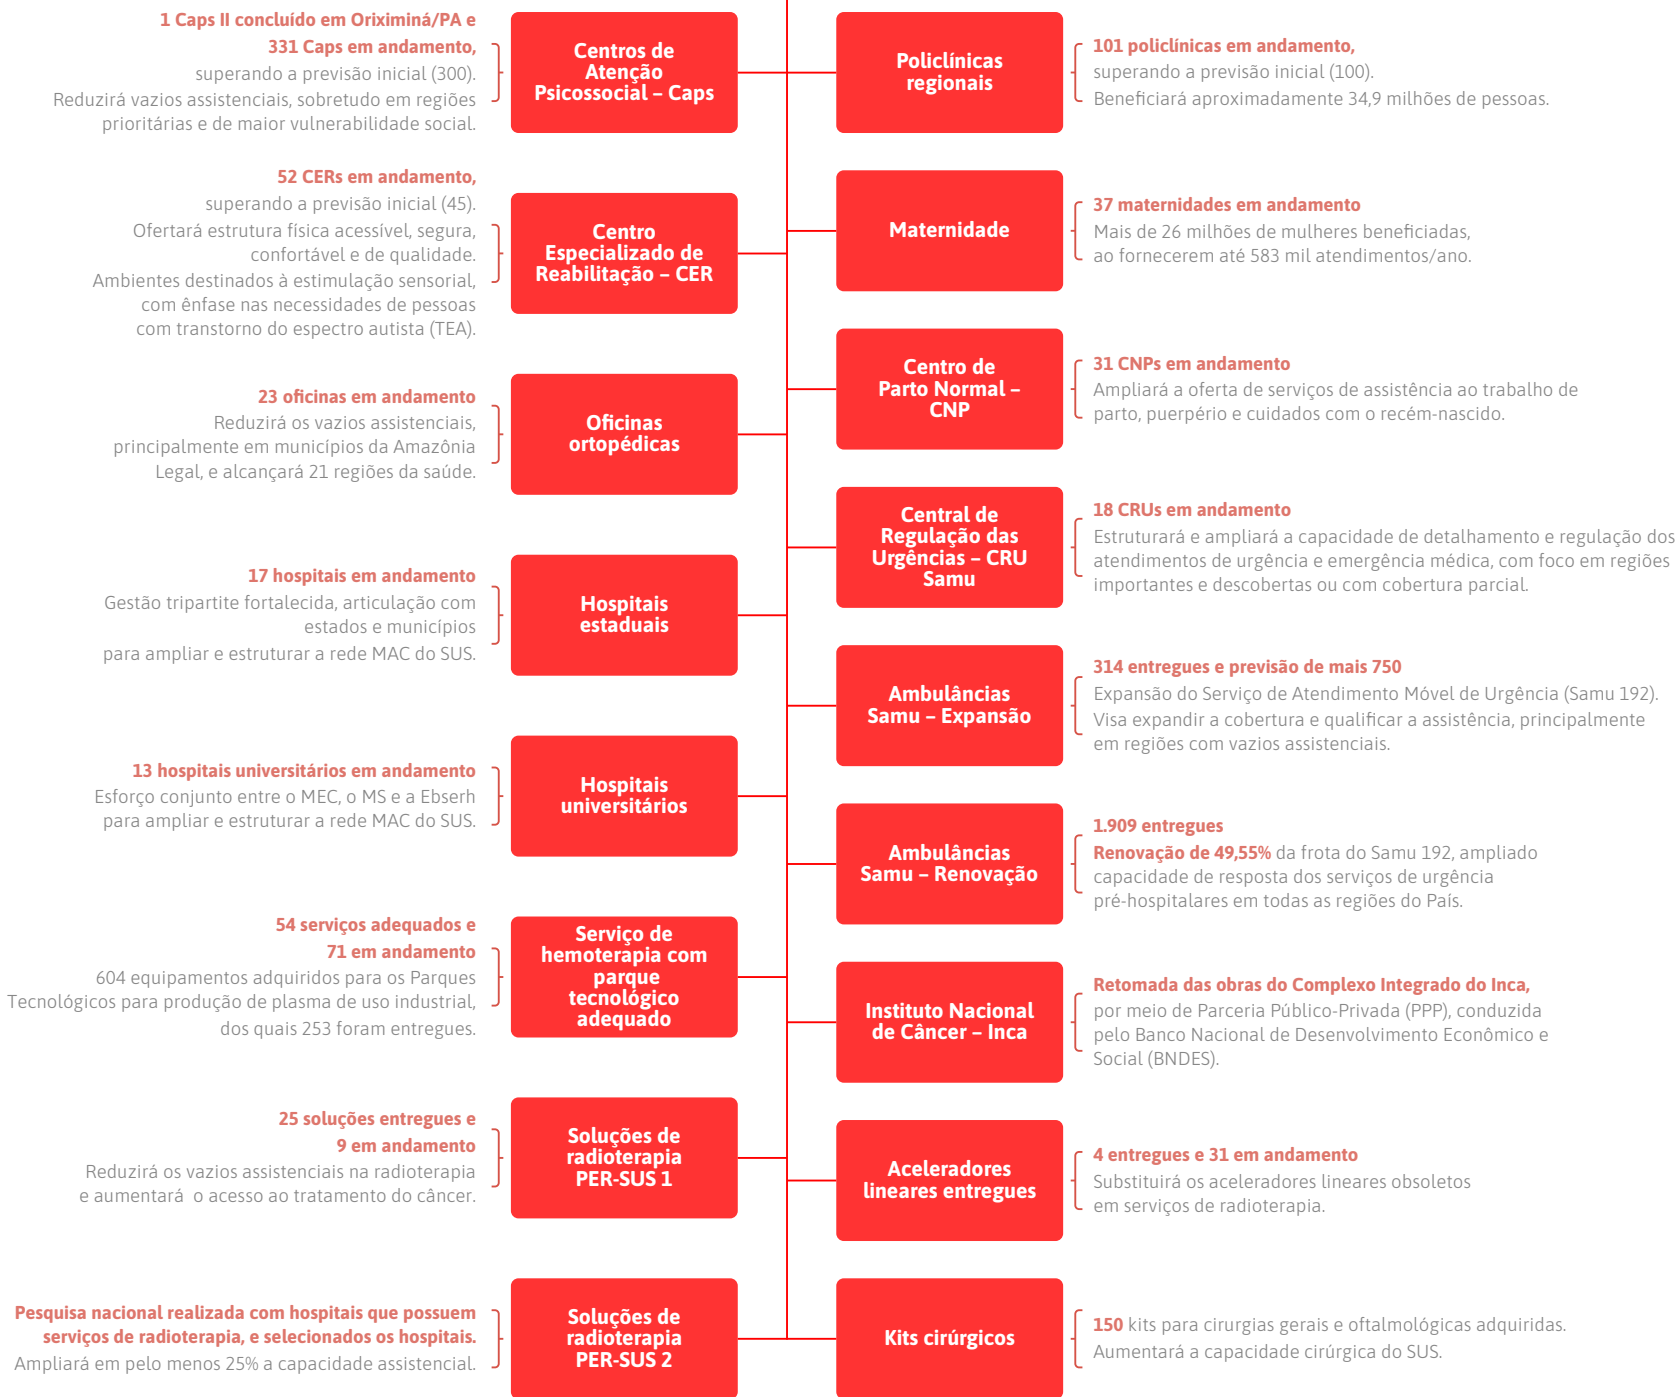 1 Caps II concluído em Oriximiná/PA e
331 Caps em andamento,
superando a previsão inicial (300).
Reduzirá vazios assistenciais, sobretudo em regiões
prioritárias e de maior vulnerabilidade social.
Centros de
Atenção
Psicossocial – Caps
52 CERs em andamento,
superando a previsão inicial (45).
Ofertará estrutura física acessível, segura,
confortável e de qualidade.
Ambientes destinados à estimulação sensorial,
com ênfase nas necessidades de pessoas
com transtorno do espectro autista (TEA).
Centro
Especializado de
Reabilitação – CER
23 oficinas em andamento
Reduzirá os vazios assistenciais,
principalmente em municípios da Amazônia
Legal, e alcançará 21 regiões da saúde.
Oficinas
ortopédicas
17 hospitais em andamento
Gestão tripartite fortalecida, articulação com
estados e municípios
para ampliar e estruturar a rede MAC do SUS.
Hospitais
estaduais
13 hospitais universitários em andamento
Esforço conjunto entre o MEC, o MS e a Ebserh
para ampliar e estruturar a rede MAC do SUS.
Hospitais
universitários
54 serviços adequados e
71 em andamento
604 equipamentos adquiridos para os Parques
Tecnológicos para produção de plasma de uso industrial,
dos quais 253 foram entregues.
Serviço de
hemoterapia com
parque
tecnológico
adequado
25 soluções entregues e
9 em andamento
Reduzirá os vazios assistenciais na radioterapia
e aumentará o acesso ao tratamento do câncer.
Soluções de
radioterapia
PER-SUS 1
Pesquisa nacional realizada com hospitais que possuem
serviços de radioterapia, e selecionados os hospitais.
Ampliará em pelo menos 25% a capacidade assistencial.
Soluções de
radioterapia
PER-SUS 2
Policlínicas
regionais
101 policlínicas em andamento,
superando a previsão inicial (100).
Beneficiará aproximadamente 34,9 milhões de pessoas.
Maternidade
37 maternidades em andamento
Mais de 26 milhões de mulheres beneficiadas,
ao fornecerem até 583 mil atendimentos/ano.
Centro de
Parto Normal –
CNP
31 CNPs em andamento
Ampliará a oferta de serviços de assistência ao trabalho de
parto, puerpério e cuidados com o recém-nascido.
Central de
Regulação das
Urgências – CRU
Samu
18 CRUs em andamento
Estruturará e ampliará a capacidade de detalhamento e regulação dos
atendimentos de urgência e emergência médica, com foco em regiões
importantes e descobertas ou com cobertura parcial.
Ambulâncias
Samu – Expansão
314 entregues e previsão de mais 750
Expansão do Serviço de Atendimento Móvel de Urgência (Samu 192).
Visa expandir a cobertura e qualificar a assistência, principalmente
em regiões com vazios assistenciais.
Ambulâncias
Samu – Renovação
1.909 entregues
Renovação de 49,55% da frota do Samu 192, ampliado
capacidade de resposta dos serviços de urgência
pré-hospitalares em todas as regiões do País.
Instituto Nacional
de Câncer – Inca
Retomada das obras do Complexo Integrado do Inca,
por meio de Parceria Público-Privada (PPP), conduzida
pelo Banco Nacional de Desenvolvimento Econômico e
Social (BNDES).
Aceleradores
lineares entregues
4 entregues e 31 em andamento
Substituirá os aceleradores lineares obsoletos
em serviços de radioterapia.
Kits cirúrgicos
150 kits para cirurgias gerais e oftalmológicas adquiridas.
Aumentará a capacidade cirúrgica do SUS.